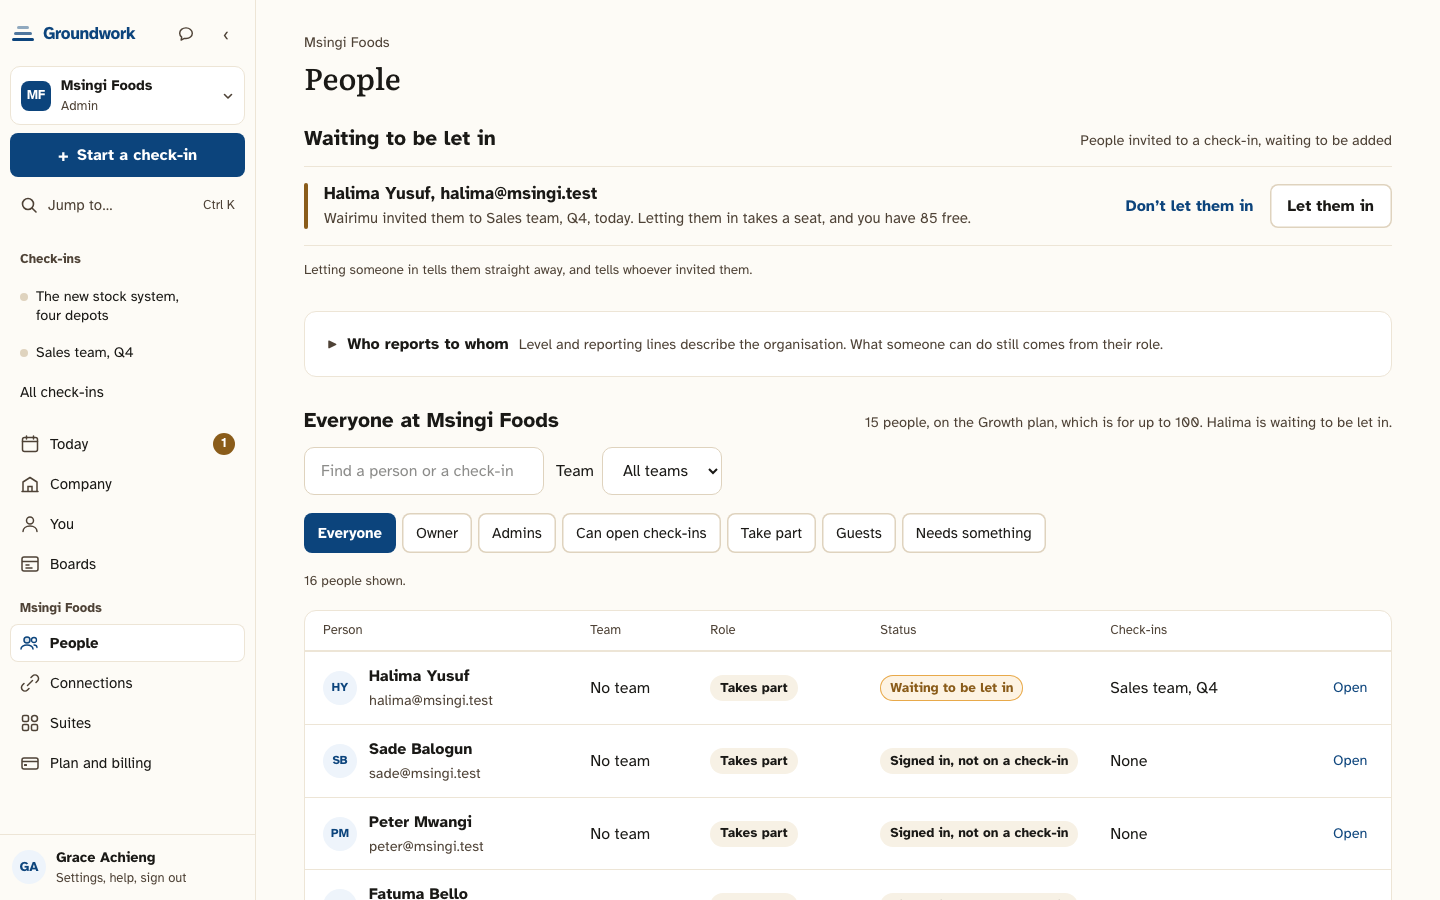 Groundwork
MF
Msingi Foods
Admin
+ Start a check-in
Jump to...
Ctrl K
Check-ins
The new stock system,
four depots
Sales team, Q4
All check-ins
Today
1
Company
You
Boards
Msingi Foods
People
Connections
Suites
Plan and billing
GA
Grace Achieng
Settings, help, sign out
Msingi Foods
People
Waiting to be let in
People invited to a check-in, waiting to be added
Halima Yusuf, halima@msingi.test
Wairimu invited them to Sales team, Q4, today. Letting them in takes a seat, and you have 85 free.
Don’t let them in
Let them in
Letting someone in tells them straight away, and tells whoever invited them.
Who reports to whom
Level and reporting lines describe the organisation. What someone can do still comes from their role.
Everyone at Msingi Foods
15 people, on the Growth plan, which is for up to 100. Halima is waiting to be let in.
Find a person or a check-in
Team
All teams
Everyone
Owner
Admins
Can open check-ins
Take part
Guests
Needs something
16 people shown.
Person
Team
Role
Status
Check-ins
HY
Halima Yusuf
halima@msingi.test
No team
Takes part
Waiting to be let in
Sales team, Q4
Open
SB
Sade Balogun
sade@msingi.test
No team
Takes part
Signed in, not on a check-in
None
Open
PM
Peter Mwangi
peter@msingi.test
No team
Takes part
Signed in, not on a check-in
None
Open
Fatuma Bello